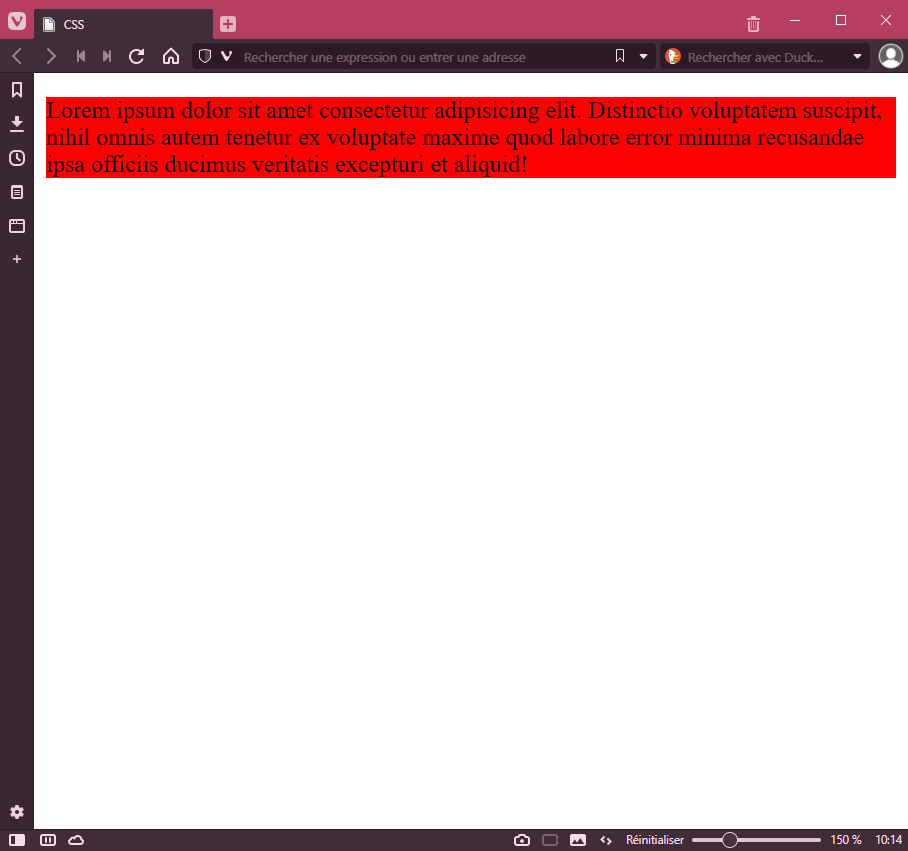 CSS
Rechercher une expression ou entrer une adresse
Rechercher avec Duck...
Lorem ipsum dolor sit amet consectetur adipisicing elit. Distinctio voluptatem suscipit,
nihil omnis autem tenetur ex voluptate maxime quod labore error minima recusandae
ipsa officiis ducimus veritatis excepturi et aliquid!
Réinitialiser 150 % 10:14